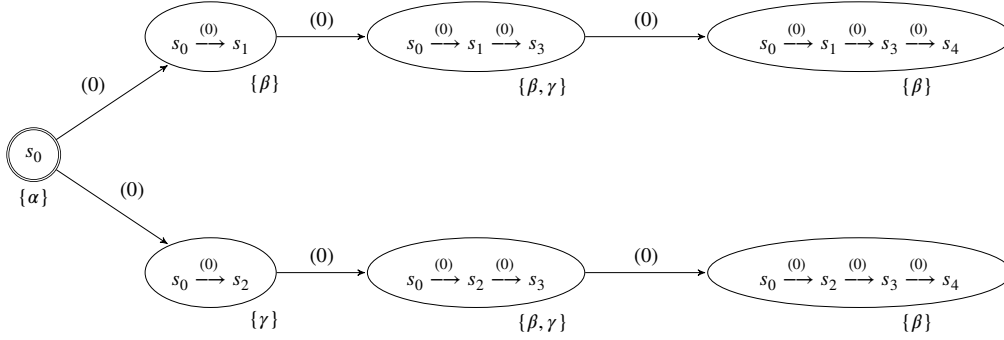 (0) (0)
s₀ —(0)→ s₁ s₀ —(0)→ s₁ —(0)→ s₃ s₀ —(0)→ s₁ —(0)→ s₃ —(0)→ s₄
{β} {β, γ} {β}
(0)
s₀
{α}
(0)
(0) (0)
s₀ —(0)→ s₂ s₀ —(0)→ s₂ —(0)→ s₃ s₀ —(0)→ s₂ —(0)→ s₃ —(0)→ s₄
{γ} {β, γ} {β}